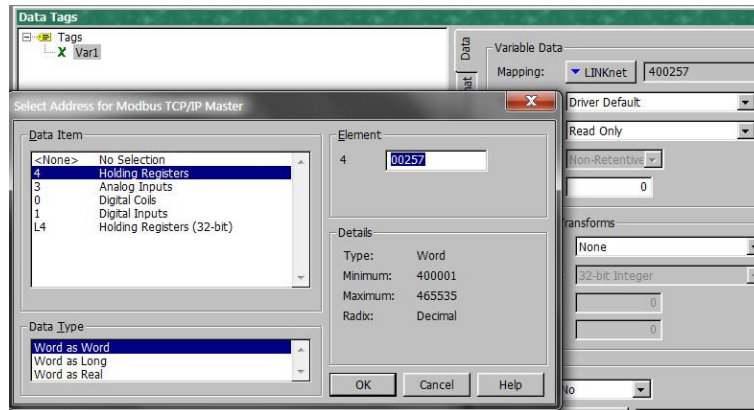 Data Tags
Tags
Var1
Data
Variable Data
Mapping:
LINKnet
400257
Driver Default
Read Only
Non-Retentive
0
Transforms
None
32-bit Integer
0
0
No
Select Address for Modbus TCP/IP Master
Data Item
<None> No Selection
4 Holding Registers
3 Analog Inputs
0 Digital Coils
1 Digital Inputs
L4 Holding Registers (32-bit)
Data Type
Word as Word
Word as Long
Word as Real
Element
4 00257
Details
Type: Word
Minimum: 400001
Maximum: 465535
Radix: Decimal
OK Cancel Help